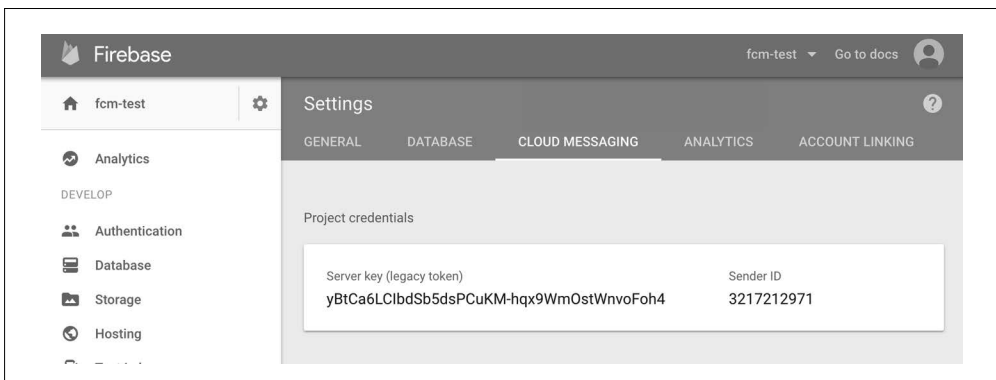 Firebase
fcm-test Go to docs
fcm-test
Settings
GENERAL DATABASE CLOUD MESSAGING ANALYTICS ACCOUNT LINKING
Analytics
DEVELOP
Authentication
Database
Storage
Hosting
Project credentials
Server key (legacy token)
yBtCa6LCIbdSb5dsPCuKM-hqx9WmOstWnvoFoh4
Sender ID
3217212971